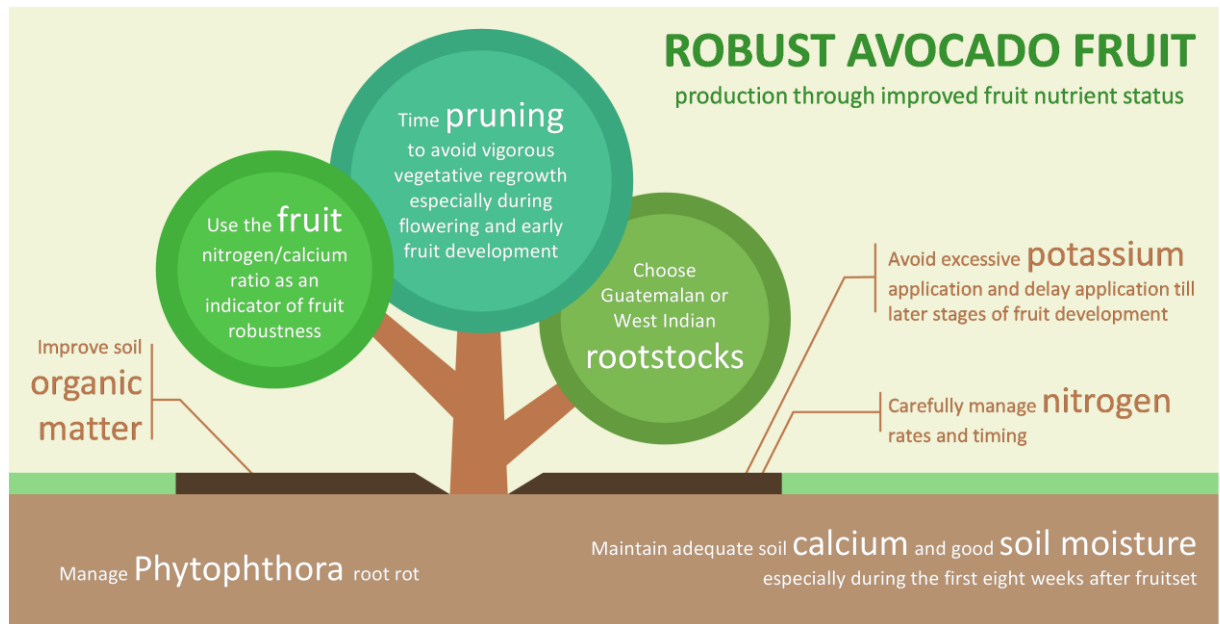 ROBUST AVOCADO FRUIT
production through improved fruit nutrient status
Time pruning
to avoid vigorous
vegetative regrowth
especially during
flowering and early
fruit development
Use the fruit
nitrogen/calcium
ratio as an
indicator of fruit
robustness
Choose
Guatemalan or
West Indian
rootstocks
Avoid excessive potassium
application and delay application till
later stages of fruit development
Improve soil
organic
matter
Carefully manage nitrogen
rates and timing
Manage Phytophthora root rot
Maintain adequate soil calcium and good soil moisture
especially during the first eight weeks after fruitset